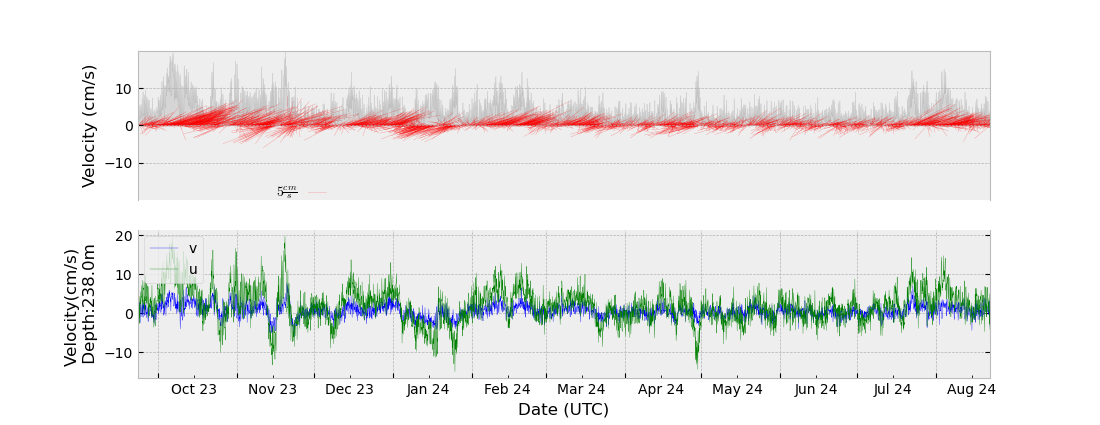 Velocity (cm/s)
10
0
−10
5 cm/s
Velocity(cm/s)
Depth:238.0m
20
10
0
−10
v
u
Oct 23 Nov 23 Dec 23 Jan 24 Feb 24 Mar 24 Apr 24 May 24 Jun 24 Jul 24 Aug 24
Date (UTC)